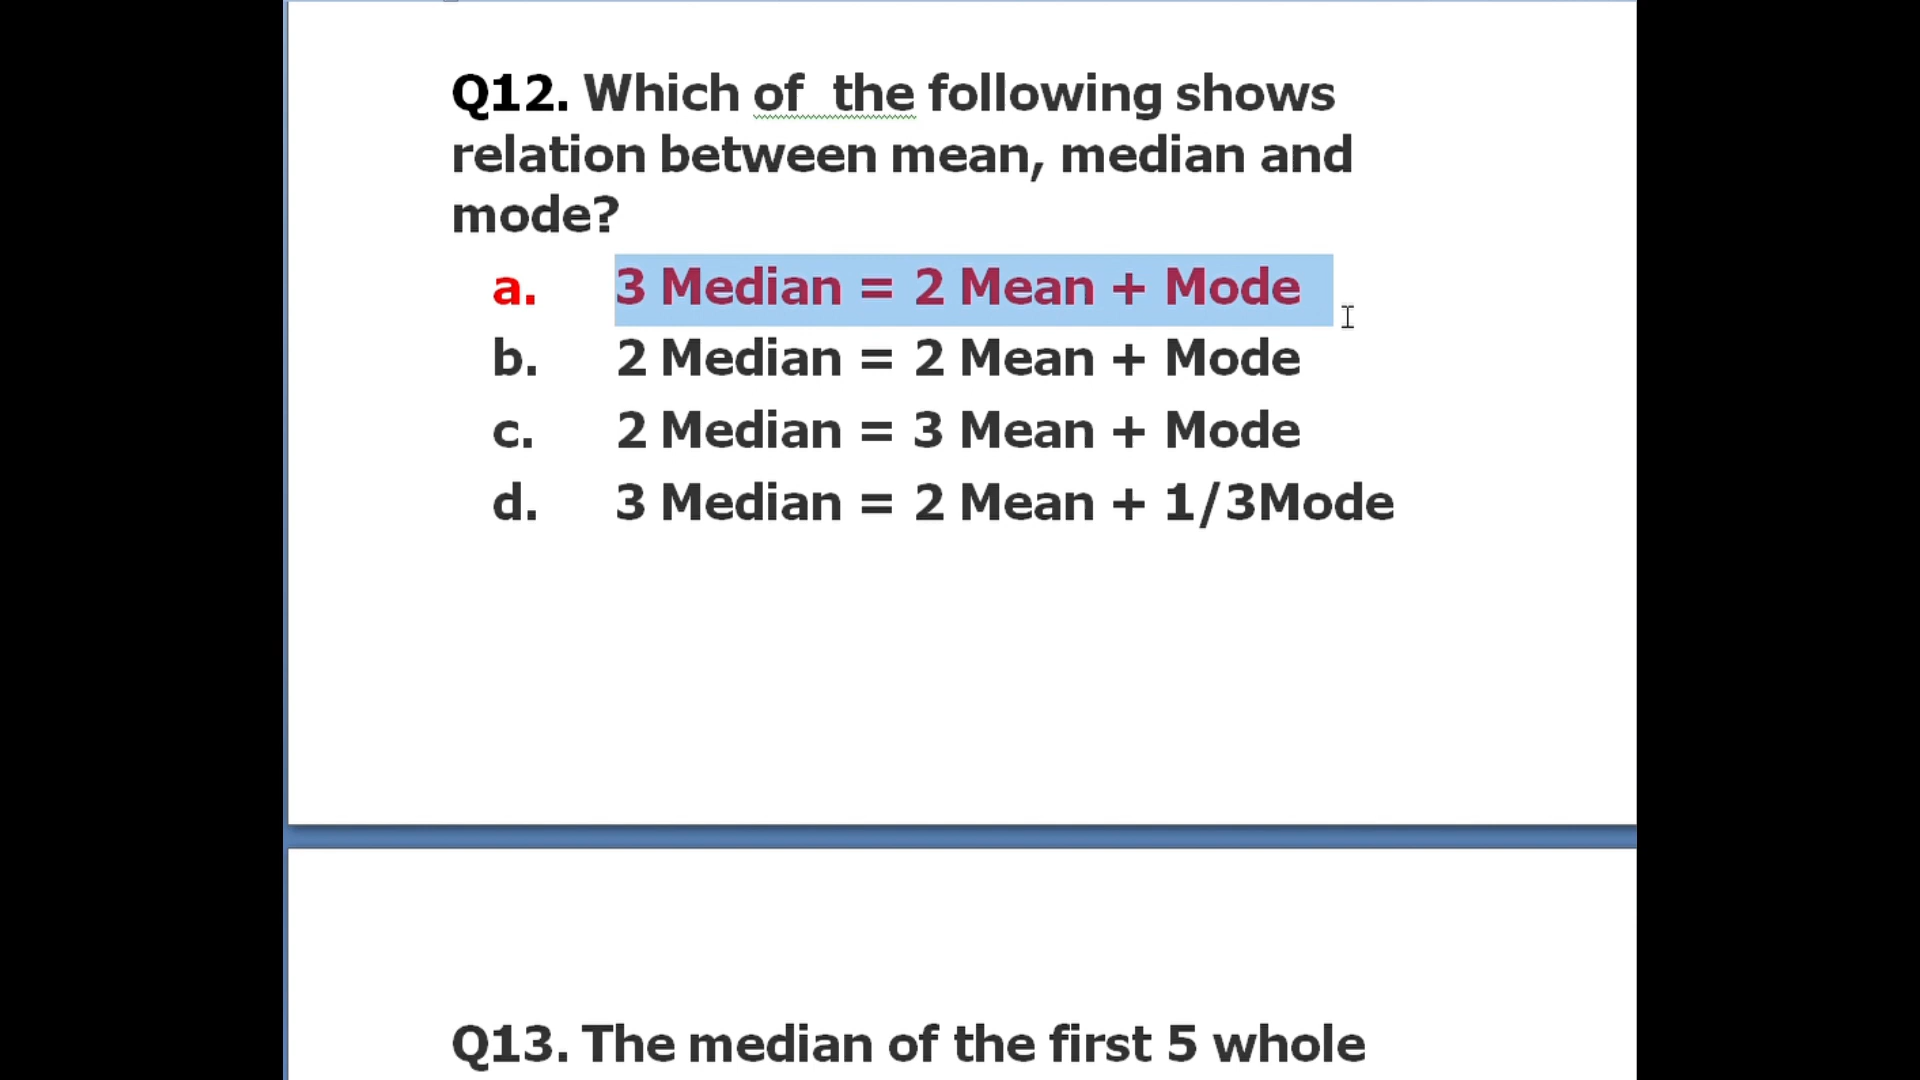 Q12. Which of  the following shows
relation between mean, median and
mode?
a. 3 Median = 2 Mean + Mode
b. 2 Median = 2 Mean + Mode
c. 2 Median = 3 Mean + Mode
d. 3 Median = 2 Mean + 1/3Mode
Q13. The median of the first 5 whole